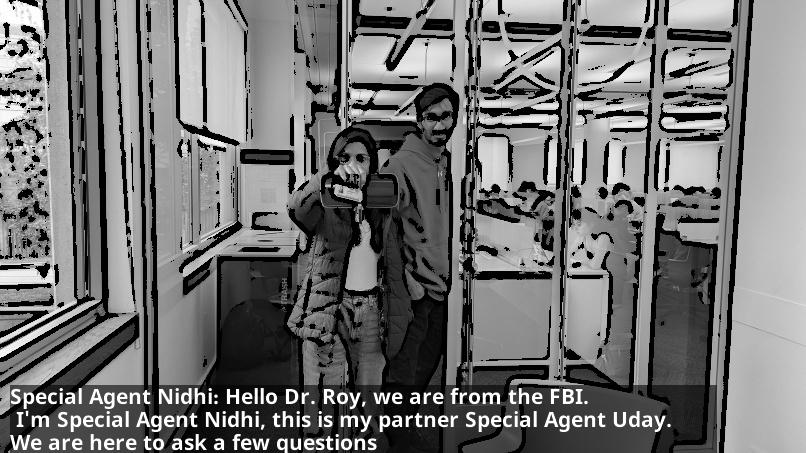 Special Agent Nidhi: Hello Dr. Roy, we are from the FBI.
I'm Special Agent Nidhi, this is my partner Special Agent Uday.
We are here to ask a few questions
TRASH